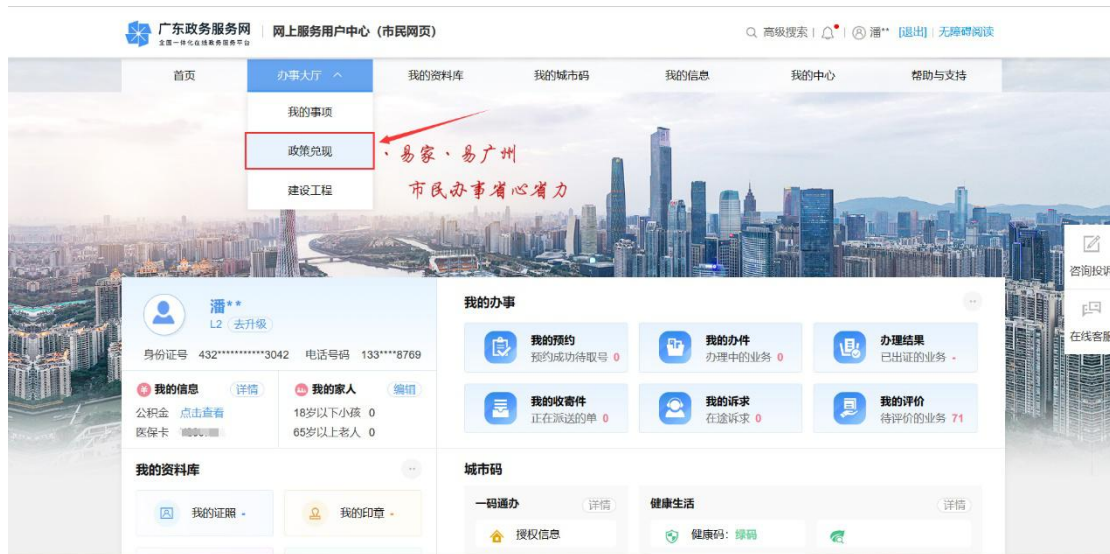 广东政务服务网
全国一体化在线政务服务平台
网上服务用户中心（市民网页）
高级搜索
潘** [退出] 无障碍阅读
首页 办事大厅 我的资料库 我的城市码 我的信息 我的中心 帮助与支持
我的事项
政策兑现
建设工程
·易家·易广州
市民办事省心省力
咨询投诉
在线客服
潘**
L2 去升级
身份证号 432***********3042 电话号码 133****8769
我的信息 详情
公积金 点击查看
医保卡
我的家人 编辑
18岁以下小孩 0
65岁以上老人 0
我的办事
我的预约
预约成功待取号 0
我的办件
办理中的业务 0
办理结果
已出证的业务 -
我的收寄件
正在派送的单 0
我的诉求
在途诉求 0
我的评价
待评价的业务 71
我的资料库
我的证照 -
我的印章 -
城市码
一码通办 详情
授权信息
健康生活 详情
健康码：绿码